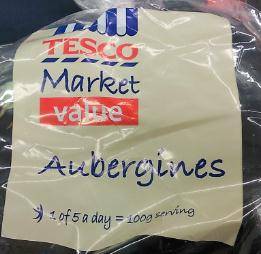 TESCO
Market
value
Aubergines
1 of 5 a day = 100g serving